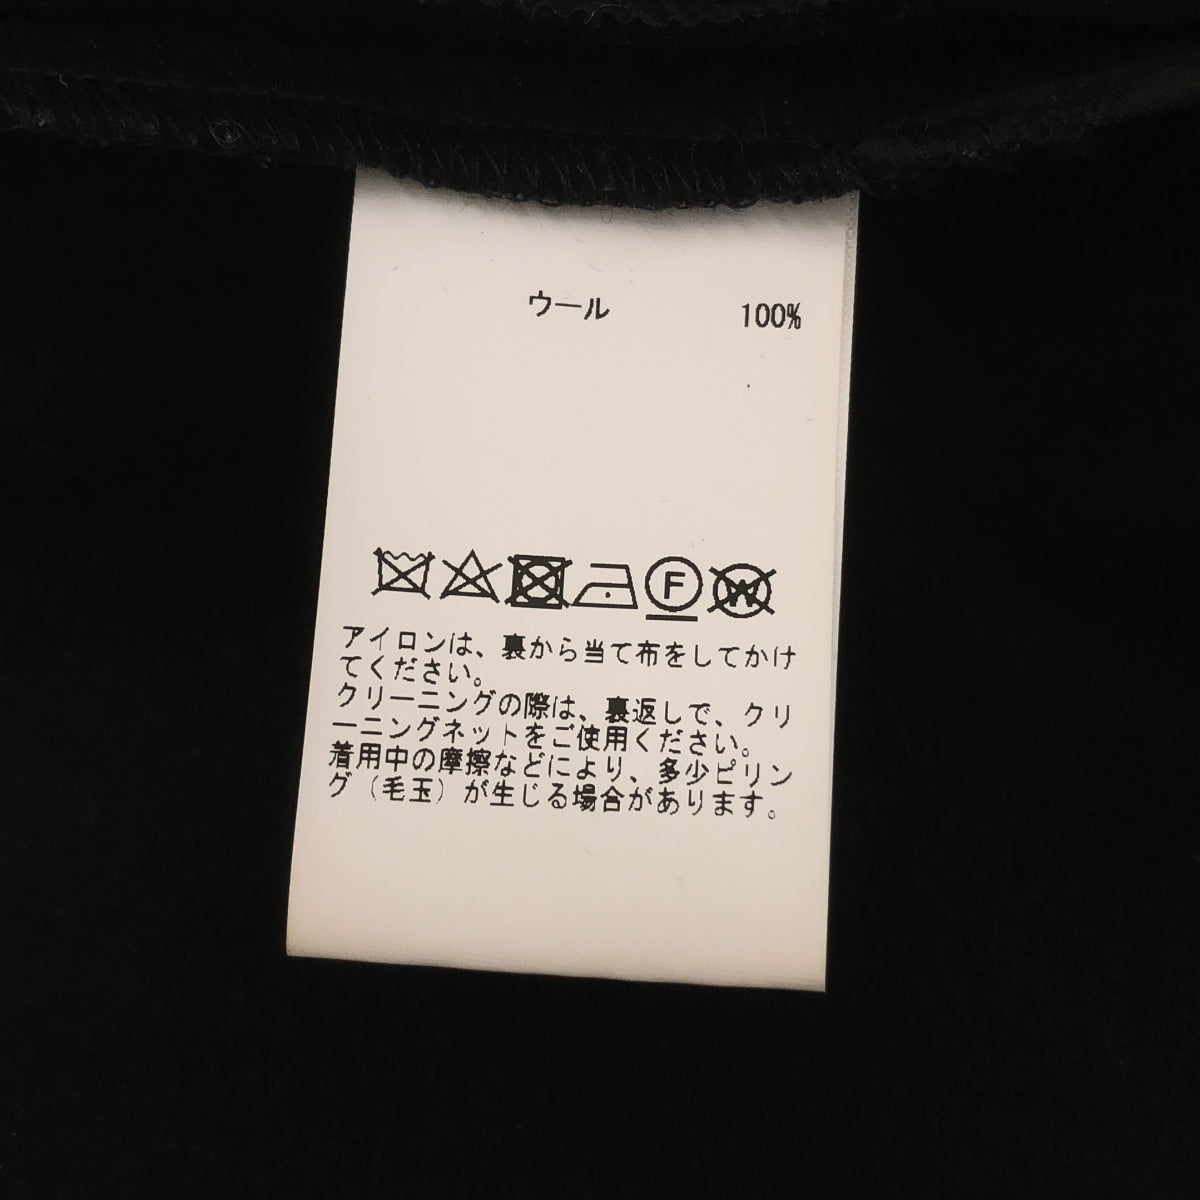 ウール 100%
F W
アイロンは、裏から当て布をしてかけ
てください。
クリーニングの際は、裏返しで、クリ
ーニングネットをご使用ください。
着用中の摩擦などにより、多少ピリン
グ（毛玉）が生じる場合があります。